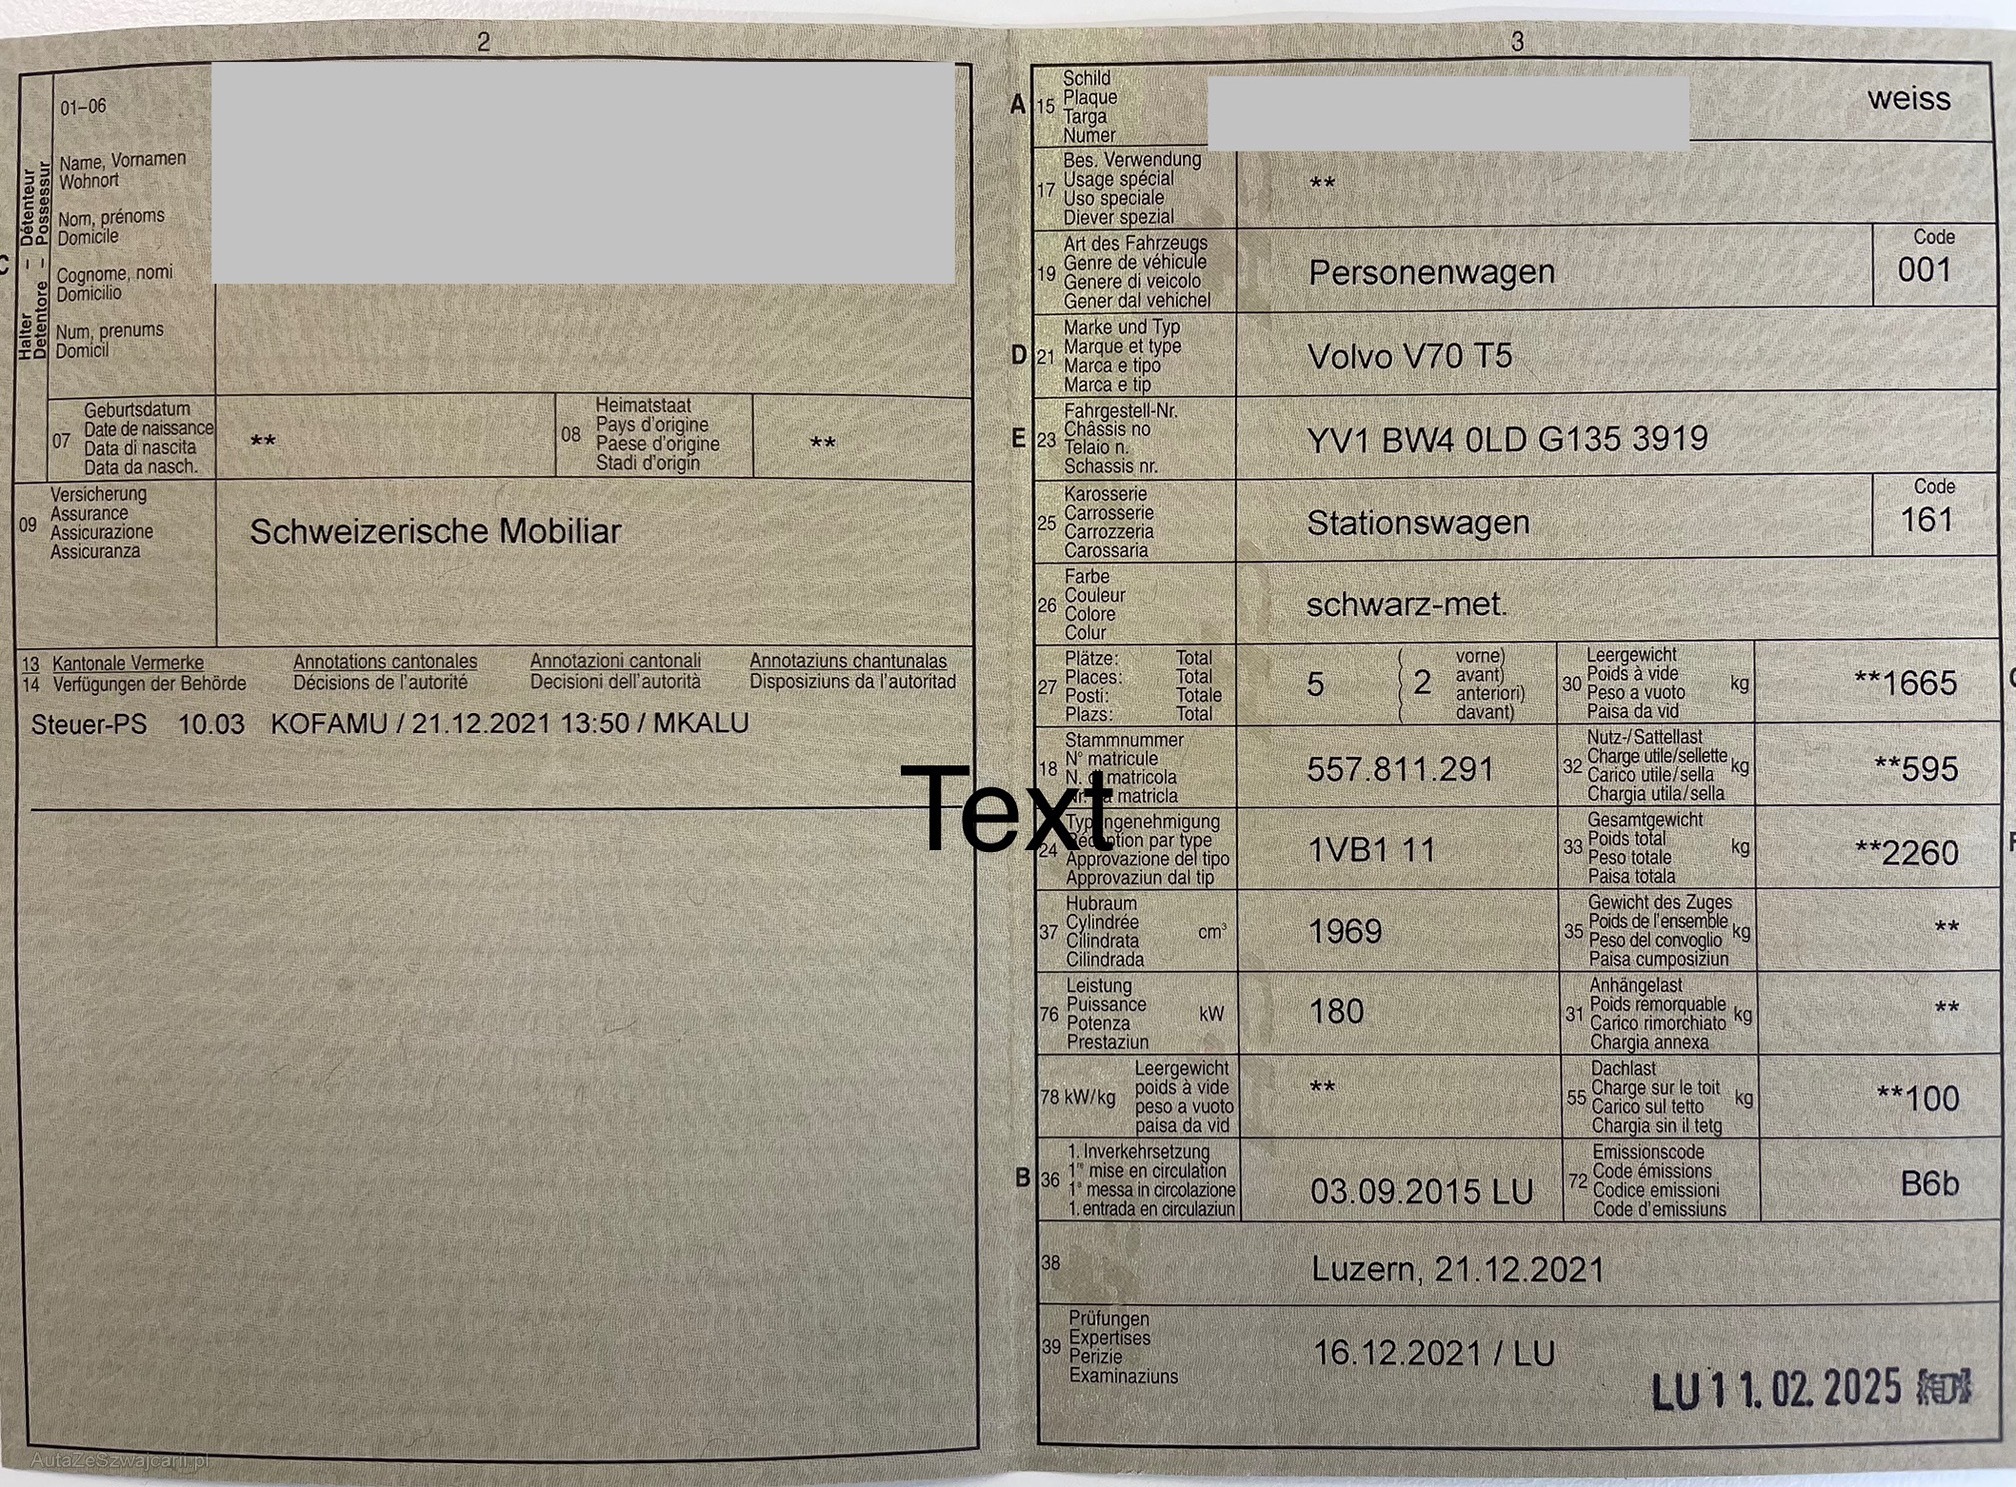 2
01–06
Name, Vornamen
Wohnort
Nom, prénoms
Domicile
Cognome, nomi
Domicilio
Num, prenums
Domicil
C
Halter – Détenteur
Detentore – Possessur
07
Geburtsdatum
Date de naissance
Data di nascita
Data da nasch.
**
08
Heimatstaat
Pays d'origine
Paese d'origine
Stadi d'origin
**
09
Versicherung
Assurance
Assicurazione
Assicuranza
Schweizerische Mobiliar
13 Kantonale Vermerke Annotations cantonales Annotazioni cantonali Annotaziuns chantunalas
14 Verfügungen der Behörde Décisions de l'autorité Decisioni dell'autorità Disposiziuns da l'autoritad
Steuer-PS 10.03 KOFAMU / 21.12.2021 13:50 / MKALU
Text
AutaZeSzwajcarii.pl
3
A 15
Schild
Plaque
Targa
Numer
weiss
17
Bes. Verwendung
Usage spécial
Uso speciale
Diever spezial
**
19
Art des Fahrzeugs
Genre de véhicule
Genere di veicolo
Gener dal vehichel
Personenwagen
Code
001
D 21
Marke und Typ
Marque et type
Marca e tipo
Marca e tip
Volvo V70 T5
E 23
Fahrgestell-Nr.
Châssis no
Telaio n.
Schassis nr.
YV1 BW4 0LD G135 3919
25
Karosserie
Carrosserie
Carrozzeria
Carossaria
Stationswagen
Code
161
26
Farbe
Couleur
Colore
Colur
schwarz-met.
27
Plätze: Total
Places: Total
Posti: Totale
Plazs: Total
5
( 2
vorne)
avant)
anteriori)
davant)
30
Leergewicht
Poids à vide
Peso a vuoto
Paisa da vid
kg
**1665
18
Stammnummer
N° matricule
N. di matricola
matricla
557.811.291
32
Nutz-/Sattellast
Charge utile/sellette
Carico utile/sella
Chargia utila/sella
kg
**595
24
Typengenehmigung
Réception par type
Approvazione del tipo
Approvaziun dal tip
1VB1 11
33
Gesamtgewicht
Poids total
Peso totale
Paisa totala
kg
**2260
37
Hubraum
Cylindrée
Cilindrata
Cilindrada
cm³
1969
35
Gewicht des Zuges
Poids de l'ensemble
Peso del convoglio
Paisa cumposiziun
kg
**
76
Leistung
Puissance
Potenza
Prestaziun
kW
180
31
Anhängelast
Poids remorquable
Carico rimorchiato
Chargia annexa
kg
**
78 kW/kg
Leergewicht
poids à vide
peso a vuoto
paisa da vid
**
55
Dachlast
Charge sur le toit
Carico sul tetto
Chargia sin il tetg
kg
**100
B 36
1. Inverkehrsetzung
1re mise en circulation
1a messa in circolazione
1. entrada en circulaziun
03.09.2015 LU
72
Emissionscode
Code émissions
Codice emissioni
Code d'emissiuns
B6b
38
Luzern, 21.12.2021
39
Prüfungen
Expertises
Perizie
Examinaziuns
16.12.2021 / LU
LU 1 1. 02. 2025